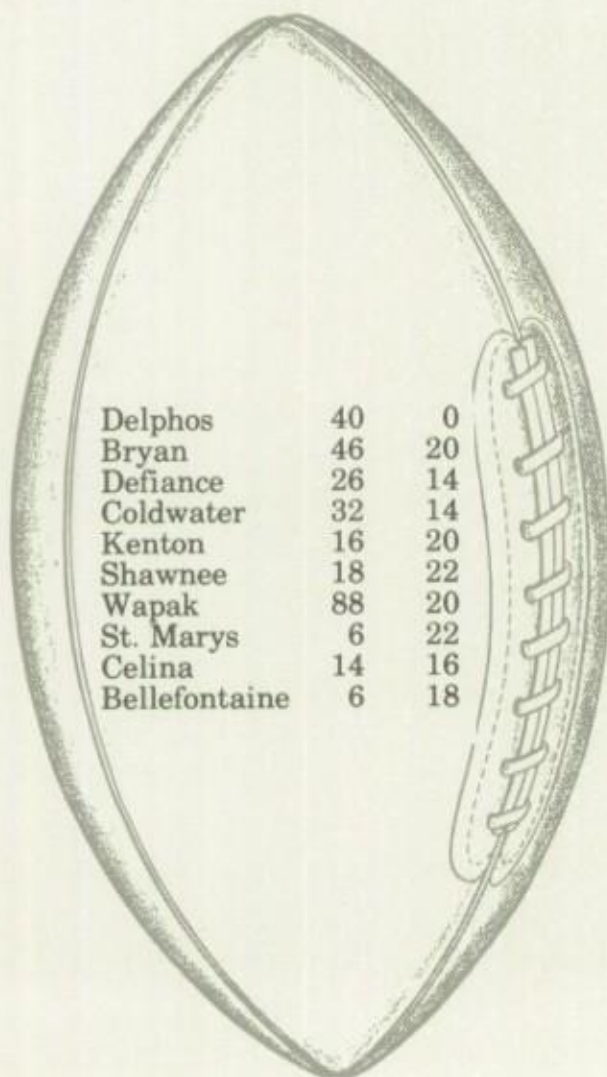 Delphos 40 0
Bryan 46 20
Defiance 26 14
Coldwater 32 14
Kenton 16 20
Shawnee 18 22
Wapak 88 20
St. Marys 6 22
Celina 14 16
Bellefontaine 6 18